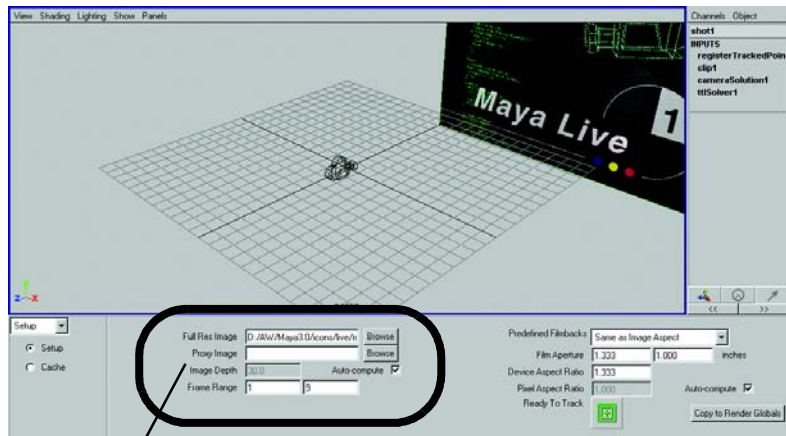 View Shading Lighting Show Panels
Channels Object
shot1
INPUTS
registerTrackedPoin
clip1
cameraSolution1
ttlSolver1
Maya Live
1
y
z x
<< >>
Setup
Setup
Cache
Full Res Image D:/AW/Maya3.0/icons/live/n Browse
Proxy Image Browse
Image Depth 30.0 Auto-compute
Frame Range 1 9
Predefined Filmbacks Same as Image Aspect
Film Aperture 1.333 1.000 inches
Device Aspect Ratio 1.333
Pixel Aspect Ratio 1.000 Auto-compute
Ready To Track
Copy to Render Globals